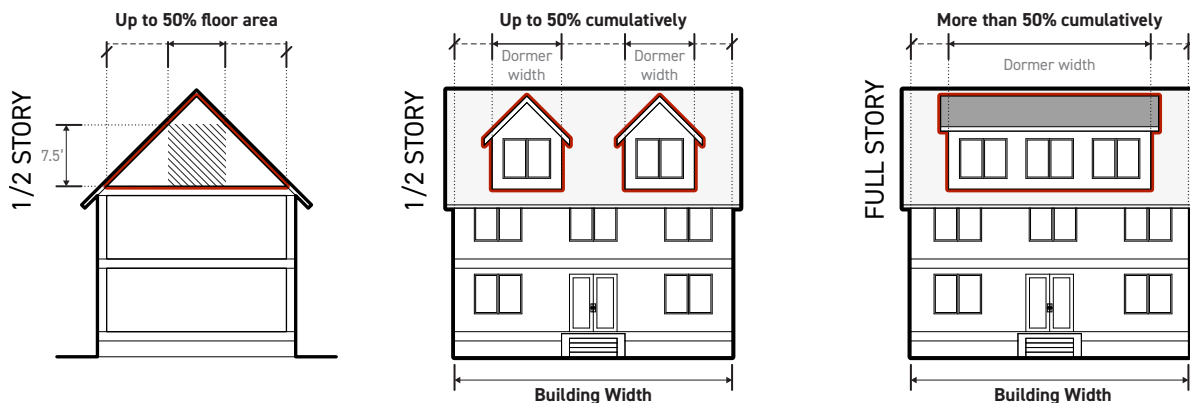 Up to 50% floor area
1/2 STORY
7.5'
Up to 50% cumulatively
Dormer
width
Dormer
width
1/2 STORY
Building Width
More than 50% cumulatively
Dormer width
FULL STORY
Building Width